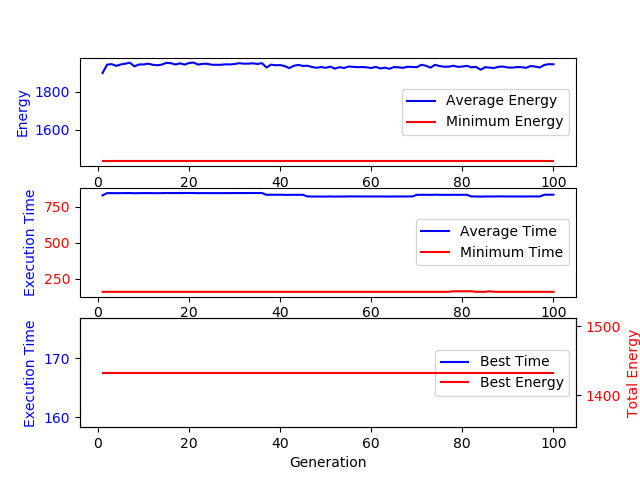 1800
1600
Energy
Average Energy
Minimum Energy
0 20 40 60 80 100
750
500
250
Execution Time
Average Time
Minimum Time
0 20 40 60 80 100
170
160
Execution Time
Best Time
Best Energy
1500
1400
Total Energy
0 20 40 60 80 100
Generation